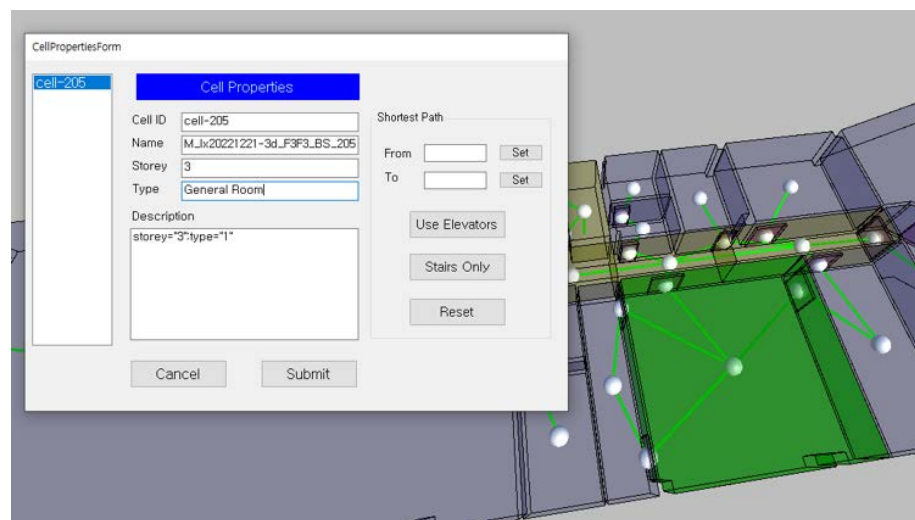 CellPropertiesForm
cell-205
Cell Properties
Cell ID cell-205
Name M_lx20221221-3d_F3F3_BS_205
Storey 3
Type General Room
Description
storey="3":type="1"
Shortest Path
From Set
To Set
Use Elevators
Stairs Only
Reset
Cancel Submit